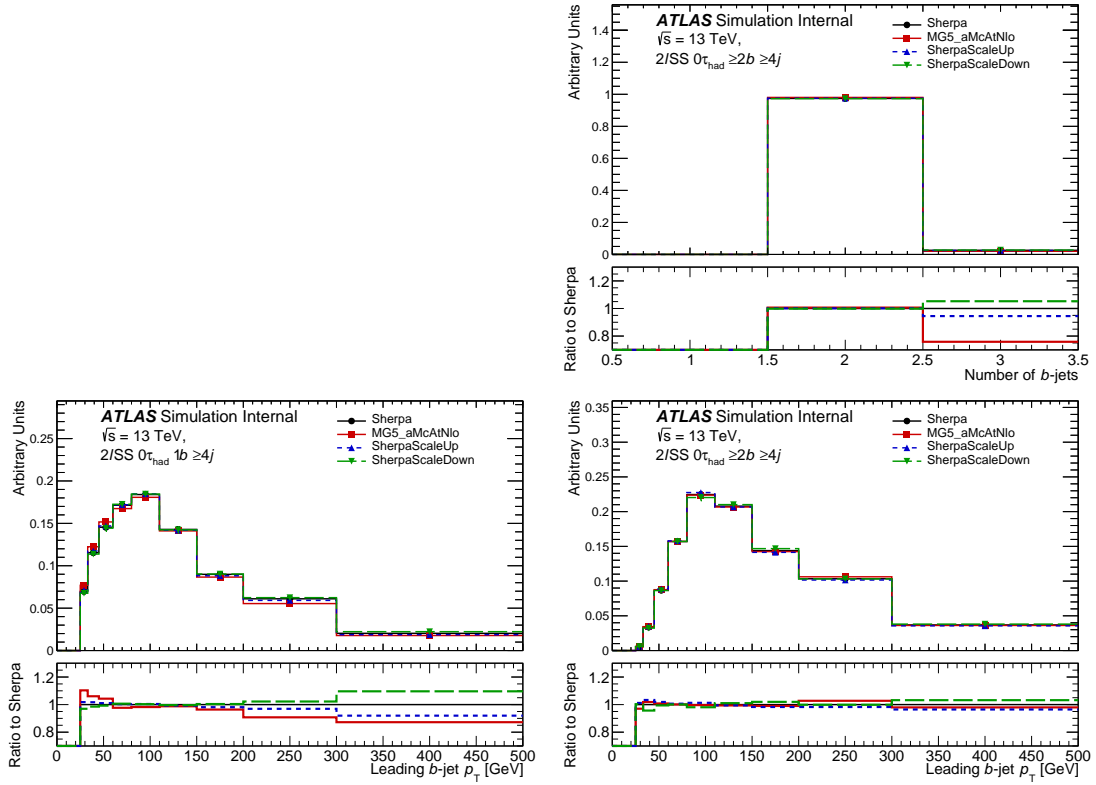 ATLAS Simulation Internal
√s = 13 TeV,
2lSS 0τhad ≥2b ≥4j
Sherpa
MG5_aMcAtNlo
SherpaScaleUp
SherpaScaleDown
Arbitrary Units
1.4
1.2
1
0.8
0.6
0.4
0.2
0
Ratio to Sherpa
1.2
1.0
0.8
0.5 1 1.5 2 2.5 3 3.5
Number of b-jets
ATLAS Simulation Internal
√s = 13 TeV,
2lSS 0τhad 1b ≥4j
Sherpa
MG5_aMcAtNlo
SherpaScaleUp
SherpaScaleDown
Arbitrary Units
0.25
0.2
0.15
0.1
0.05
0
Ratio to Sherpa
1.2
1.0
0.8
0 50 100 150 200 250 300 350 400 450 500
Leading b-jet pT [GeV]
ATLAS Simulation Internal
√s = 13 TeV,
2lSS 0τhad ≥2b ≥4j
Sherpa
MG5_aMcAtNlo
SherpaScaleUp
SherpaScaleDown
Arbitrary Units
0.35
0.3
0.25
0.2
0.15
0.1
0.05
0
Ratio to Sherpa
1.2
1.0
0.8
0 50 100 150 200 250 300 350 400 450 500
Leading b-jet pT [GeV]